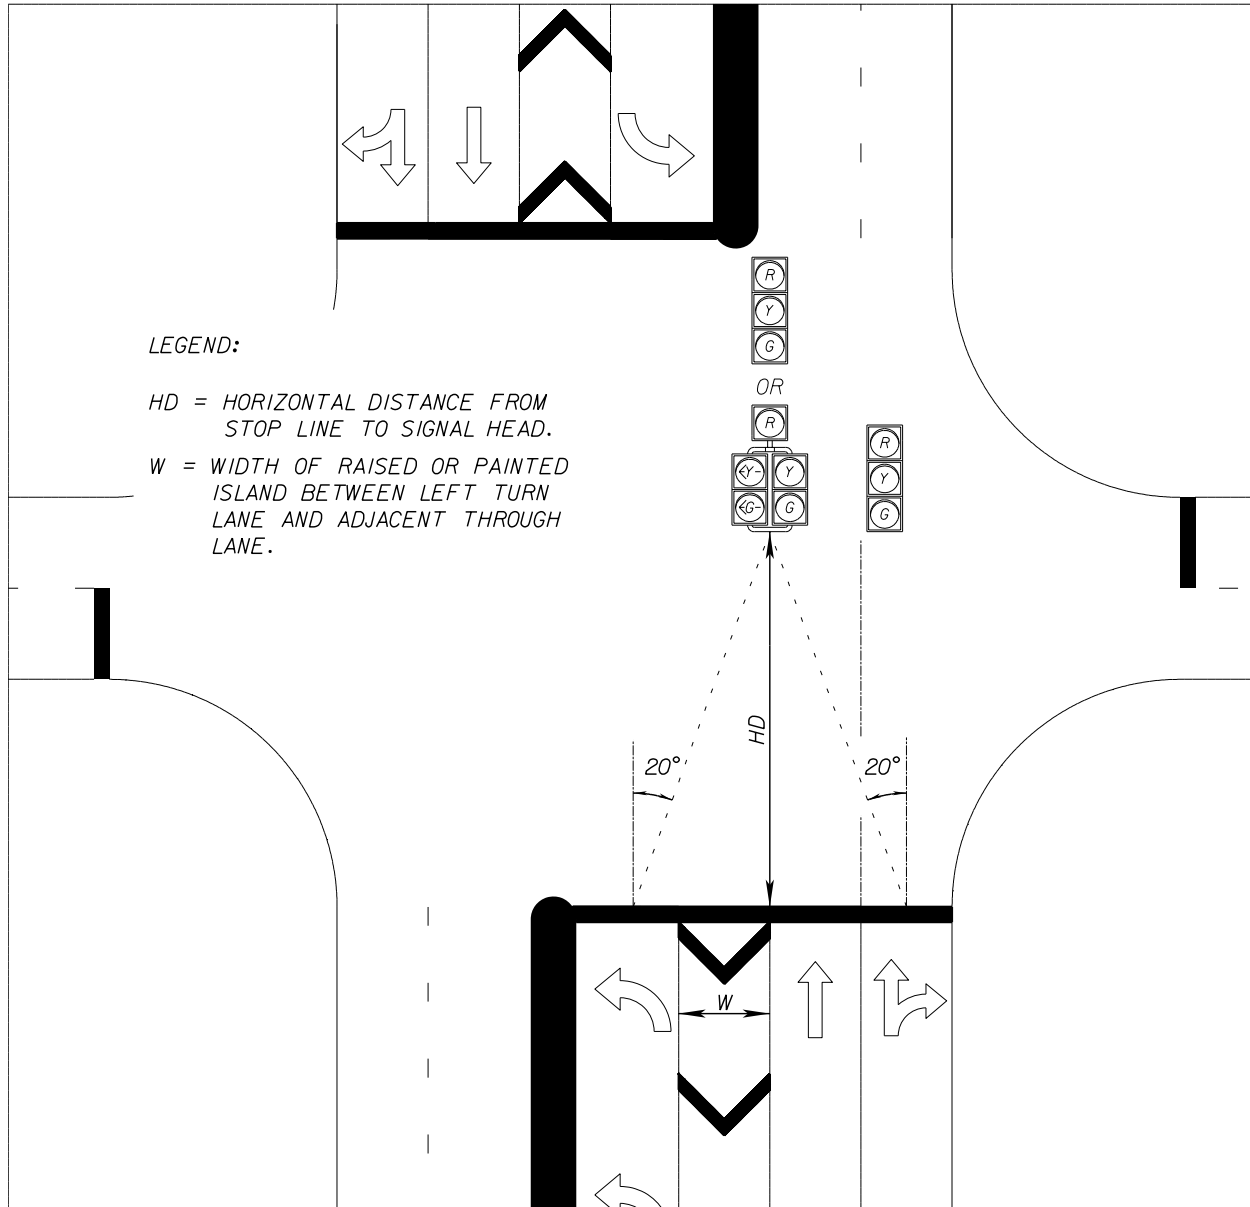 R
Y
G
LEGEND:
OR
HD = HORIZONTAL DISTANCE FROM
STOP LINE TO SIGNAL HEAD.
R
R
W = WIDTH OF RAISED OR PAINTED
ISLAND BETWEEN LEFT TURN
LANE AND ADJACENT THROUGH
LANE.
Y Y Y
G G G
HD
20° 20°
W